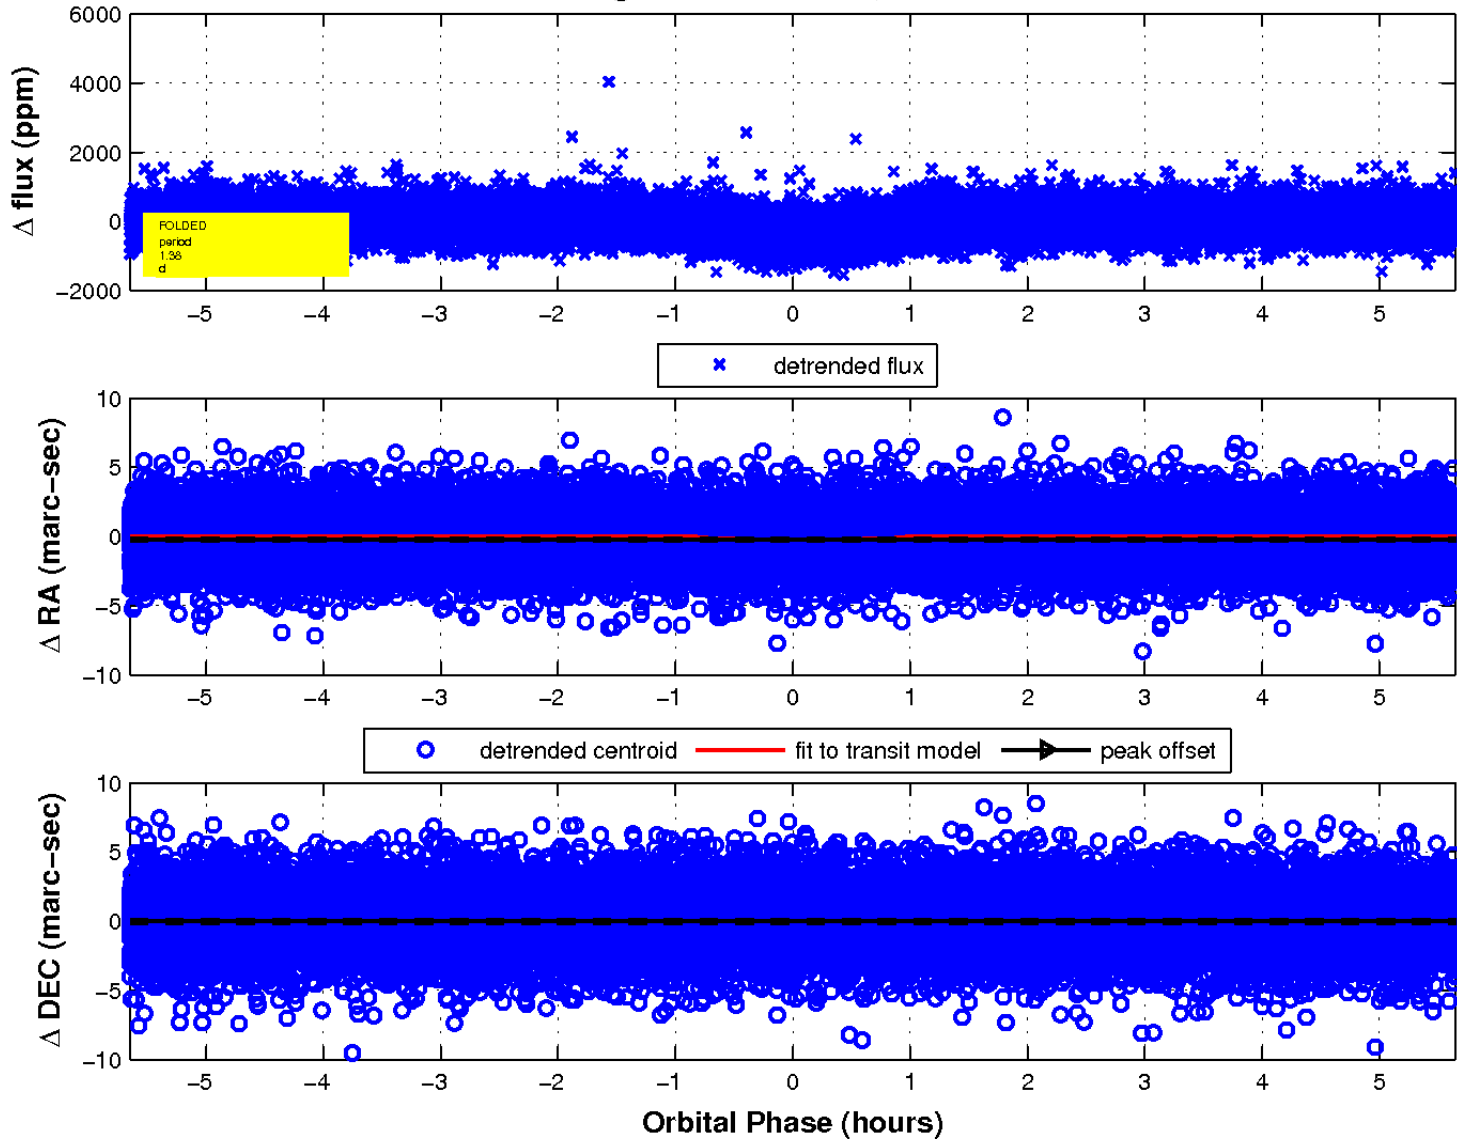 6000
4000
2000
0
−2000
Δ flux (ppm)
FOLDED
period
1.38
d
−5 −4 −3 −2 −1 0 1 2 3 4 5
detrended flux
10
5
0
−5
−10
Δ RA (marc−sec)
−5 −4 −3 −2 −1 0 1 2 3 4 5
detrended centroid fit to transit model peak offset
10
5
0
−5
−10
Δ DEC (marc−sec)
−5 −4 −3 −2 −1 0 1 2 3 4 5
Orbital Phase (hours)